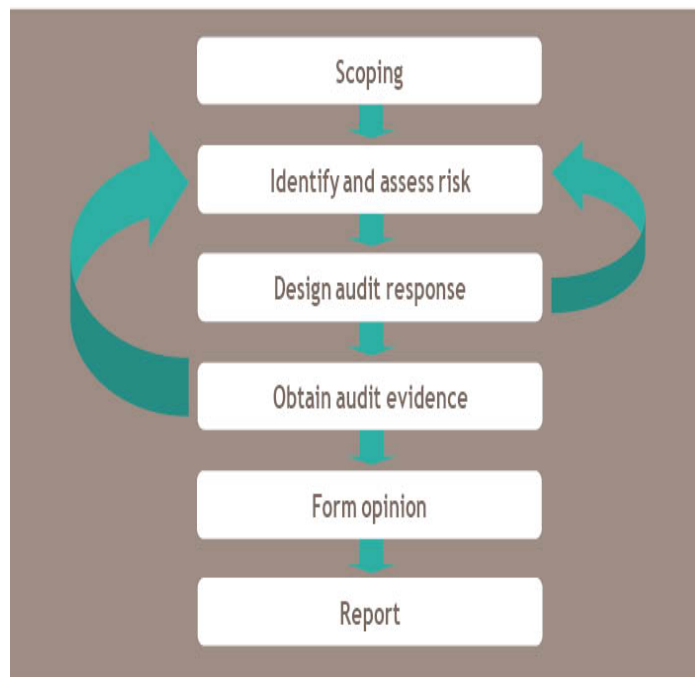 Scoping
Identify and assess risk
Design audit response
Obtain audit evidence
Form opinion
Report